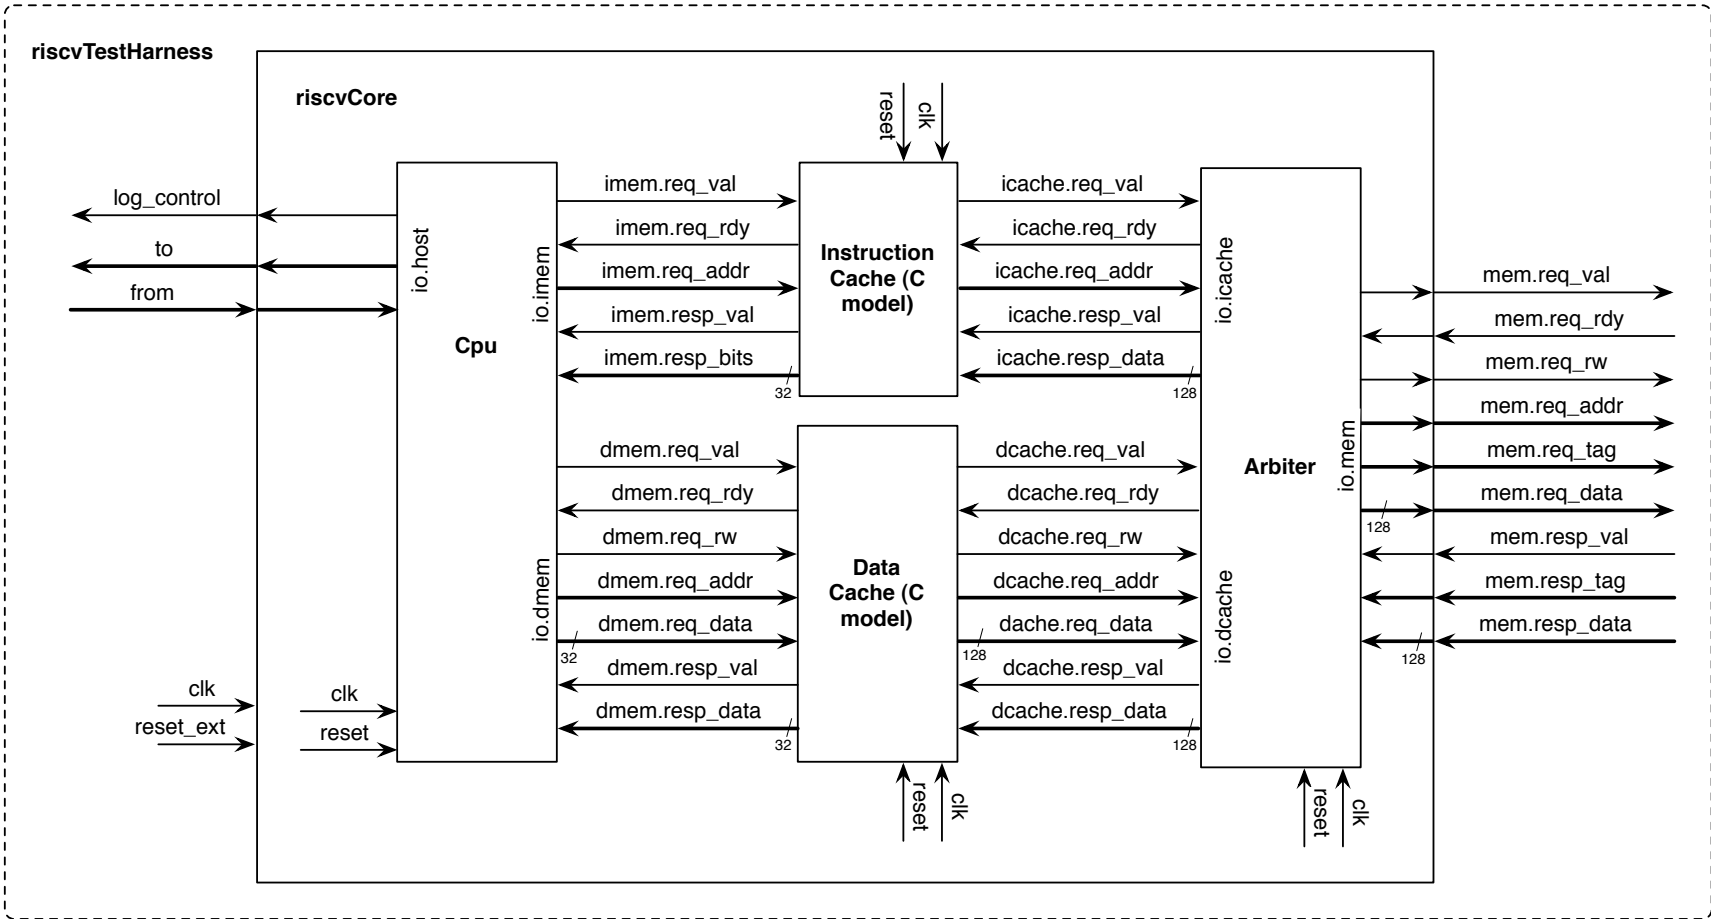 riscvTestHarness
riscvCore
reset
clk
log_control
to
from
io.host
Cpu
io.imem
io.dmem
imem.req_val
imem.req_rdy
imem.req_addr
imem.resp_val
imem.resp_bits
32
Instruction
Cache (C
model)
icache.req_val
icache.req_rdy
icache.req_addr
icache.resp_val
icache.resp_data
128
io.icache
Arbiter
io.mem
io.dcache
mem.req_val
mem.req_rdy
mem.req_rw
mem.req_addr
mem.req_tag
mem.req_data
128
mem.resp_val
mem.resp_tag
mem.resp_data
128
dmem.req_val
dmem.req_rdy
dmem.req_rw
dmem.req_addr
dmem.req_data
32
dmem.resp_val
dmem.resp_data
32
Data
Cache (C
model)
dcache.req_val
dcache.req_rdy
dcache.req_rw
dcache.req_addr
dache.req_data
128
dcache.resp_val
dcache.resp_data
128
clk
reset_ext
clk
reset
reset
clk
reset
clk